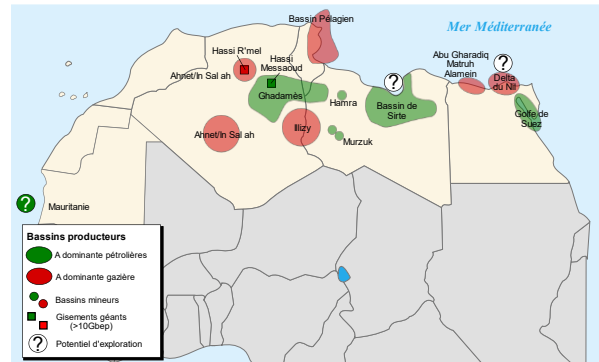 Bassin Pélagien
Mer Méditerranée
Hassi R'mel
Hassi
Messaoud
Ahnet/In Sal ah
Abu Gharadiq
Matruh
Alamein
?
?
Delta
du Nil
Ghadamès
Hamra
Bassin de
Sirte
Golfe de
Suez
Ahnet/In Sal ah
Illizy
Murzuk
?
Mauritanie
Bassins producteurs
A dominante pétrolières
A dominante gazière
Bassins mineurs
Gisements géants
(>10Gbep)
? Potentiel d'exploration